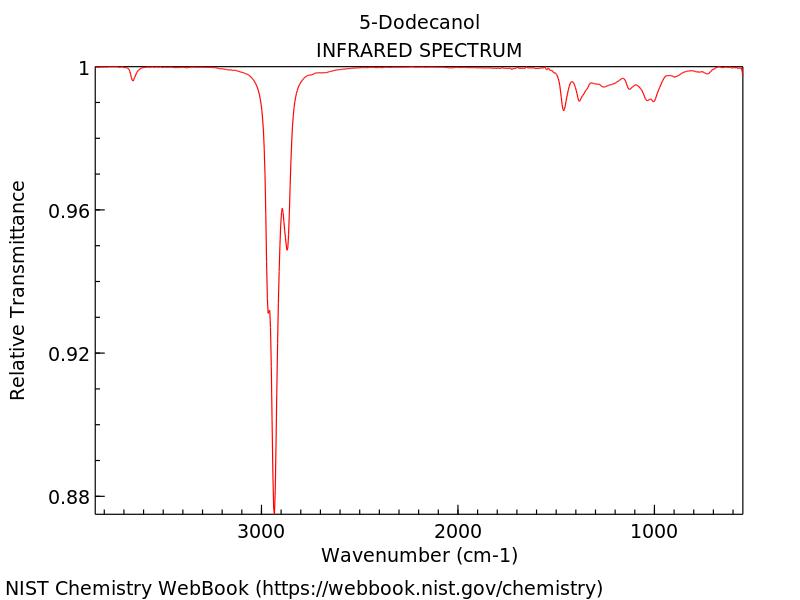 5-Dodecanol
INFRARED SPECTRUM
1
0.96
0.92
0.88
Relative Transmittance
3000 2000 1000
Wavenumber (cm-1)
NIST Chemistry WebBook (https://webbook.nist.gov/chemistry)